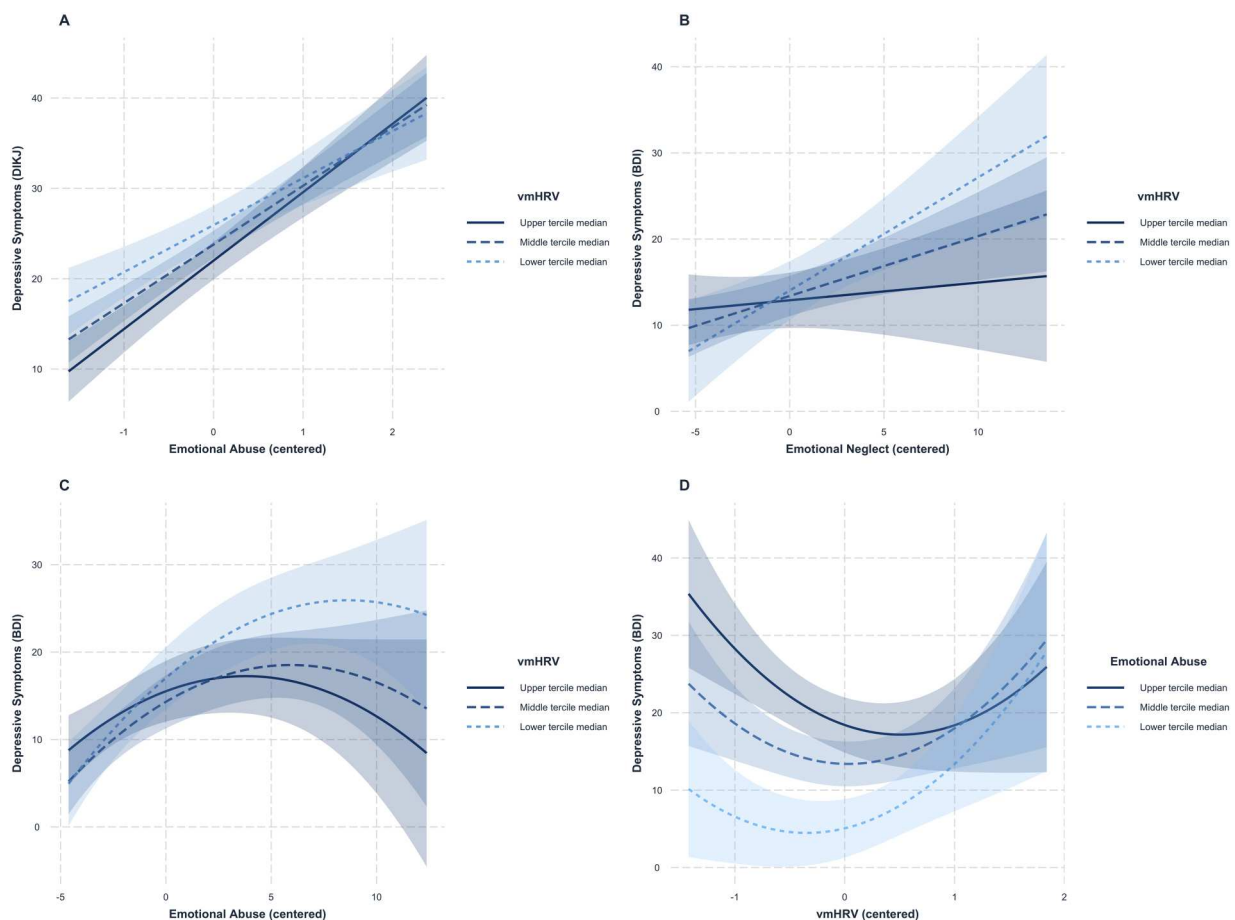 A
Depressive Symptoms (DIKJ)
40
30
20
10
-1
0
1
2
Emotional Abuse (centered)
vmHRV
Upper tercile median
Middle tercile median
Lower tercile median
B
Depressive Symptoms (BDI)
40
30
20
10
0
-5
0
5
10
Emotional Neglect (centered)
vmHRV
Upper tercile median
Middle tercile median
Lower tercile median
C
Depressive Symptoms (BDI)
30
20
10
0
-5
0
5
10
Emotional Abuse (centered)
vmHRV
Upper tercile median
Middle tercile median
Lower tercile median
D
Depressive Symptoms (BDI)
40
30
20
10
0
-1
0
1
2
vmHRV (centered)
Emotional Abuse
Upper tercile median
Middle tercile median
Lower tercile median